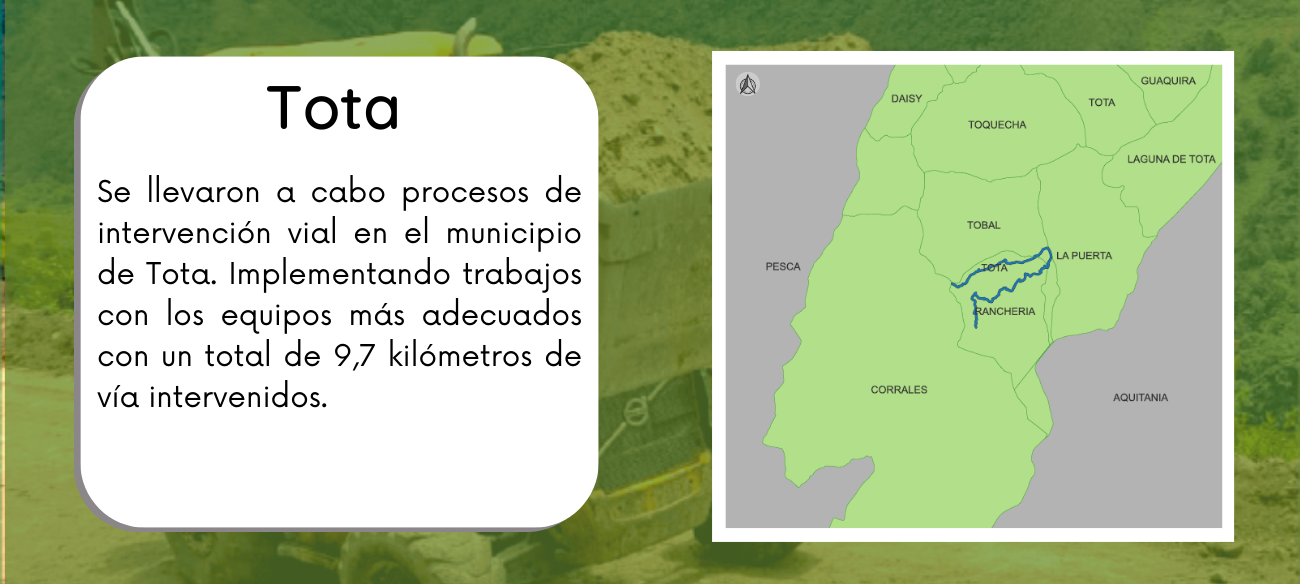 Tota
Se llevaron a cabo procesos de
intervención vial en el municipio
de Tota. Implementando trabajos
con los equipos más adecuados
con un total de 9,7 kilómetros de
vía intervenidos.
GUAQUIRA
DAISY
TOTA
TOQUECHA
LAGUNA DE TOTA
TOBAL
LA PUERTA
PESCA
TOTA
RANCHERIA
CORRALES
AQUITANIA